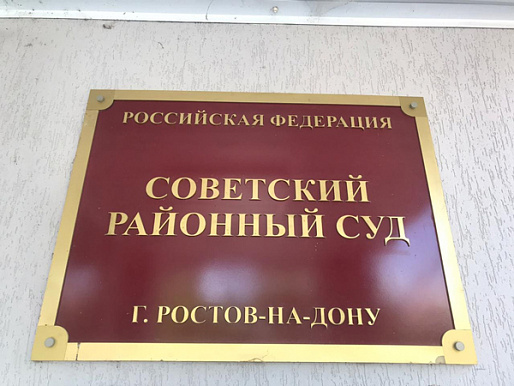 РОССИЙСКАЯ ФЕДЕРАЦИЯ
СОВЕТСКИЙ
РАЙОННЫЙ СУД
Г. РОСТОВ-НА-ДОНУ